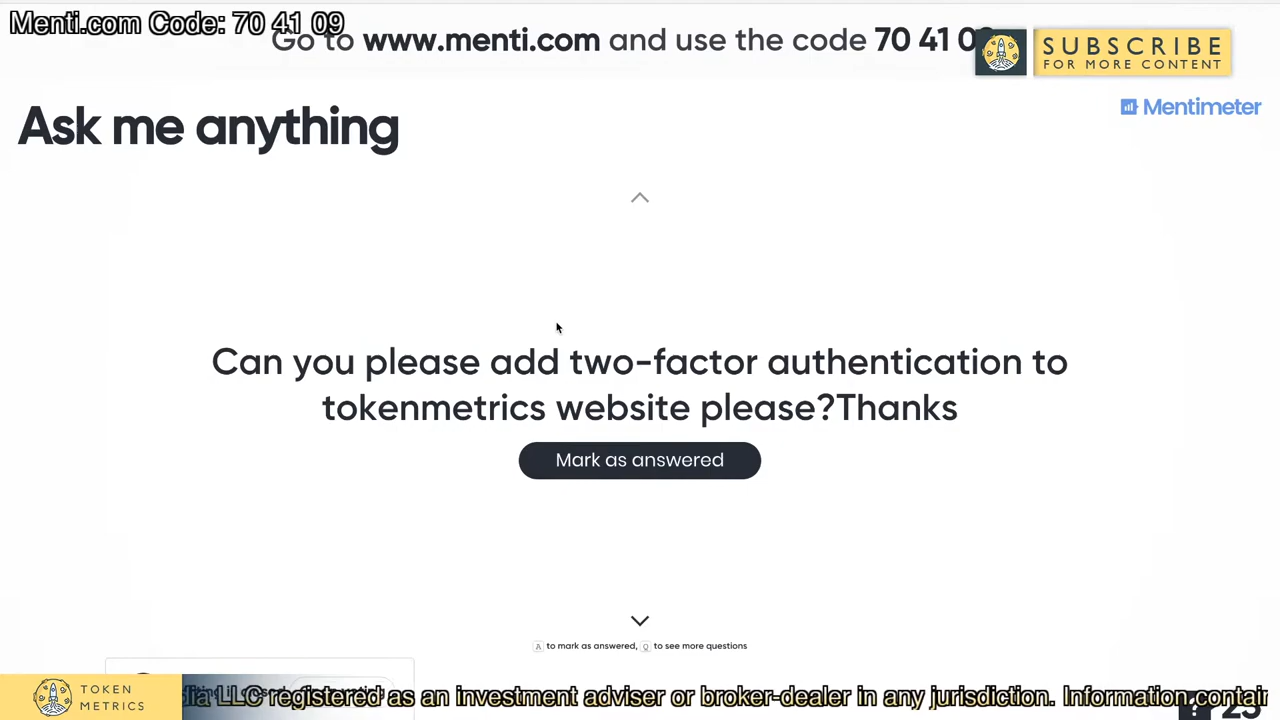 Menti.com Code: 70 41 09
Go to www.menti.com and use the code 70 41 0
SUBSCRIBE
FOR MORE CONTENT
Ask me anything
Mentimeter
Can you please add two-factor authentication to
tokenmetrics website please?Thanks
Mark as answered
A to mark as answered, Q to see more questions
TOKEN
METRICS
dia LLC registered as an investment adviser or broker-dealer in any jurisdiction. Information contai
? 25